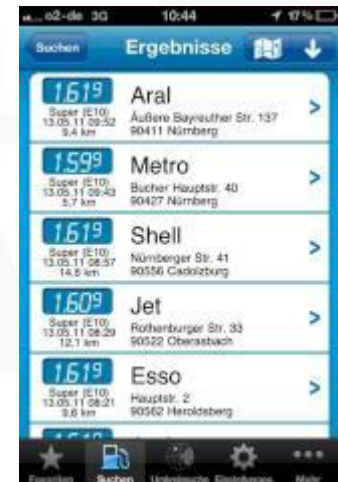 o2-de 3G 10:44 17%
Suchen Ergebnisse
1.619 Aral
Super (E10) Äußere Bayreuther Str. 137
13.05.11 09:52 90411 Nürnberg
9,4 km
1.599 Metro
Super (E10) Bucher Hauptstr. 40
13.05.11 09:43 90427 Nürnberg
5,7 km
1.619 Shell
Super (E10) Nürnberger Str. 41
13.05.11 08:57 90556 Cadolzburg
14,8 km
1.609 Jet
Super (E10) Rothenburger Str. 33
13.05.11 08:29 90522 Oberasbach
12,1 km
1.619 Esso
Super (E10) Hauptstr. 2
13.05.11 08:21 90562 Heroldsberg
9,6 km
Favoriten Suchen Umkreissuche Einstellungen Mehr